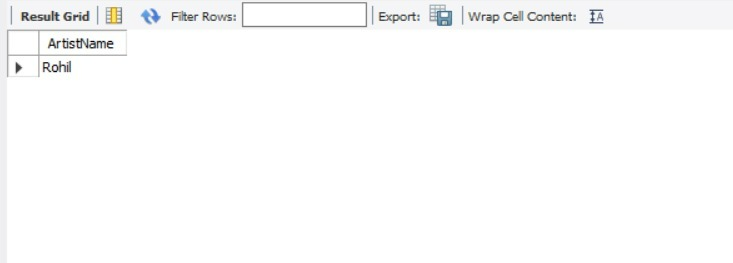 Result Grid Filter Rows: Export: Wrap Cell Content: A
ArtistName
Rohil